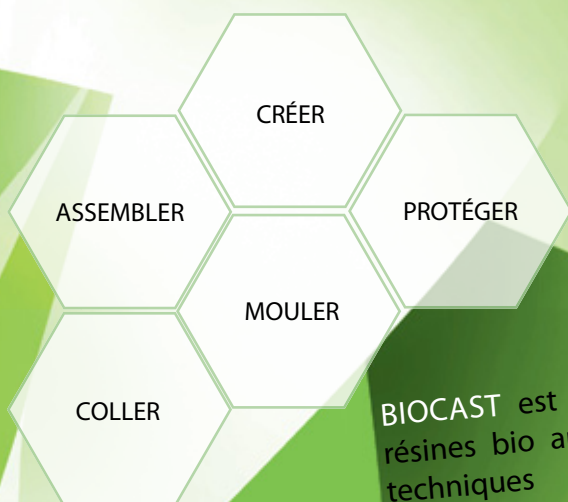 CRÉER
ASSEMBLER
PROTÉGER
MOULER
COLLER
BIOCAST est
résines bio
techniques